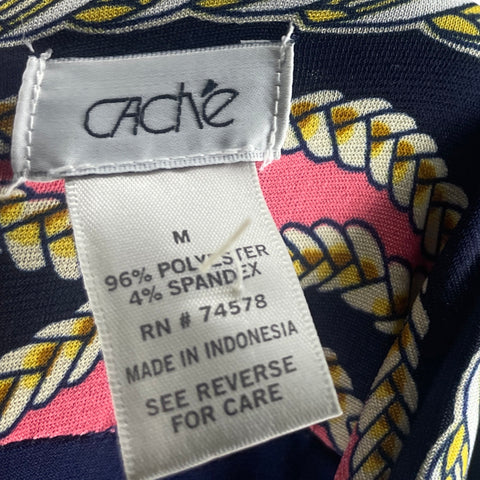 CAChé
M
96% POLYESTER
4% SPANDEX
RN # 74578
MADE IN INDONESIA
SEE REVERSE
FOR CARE